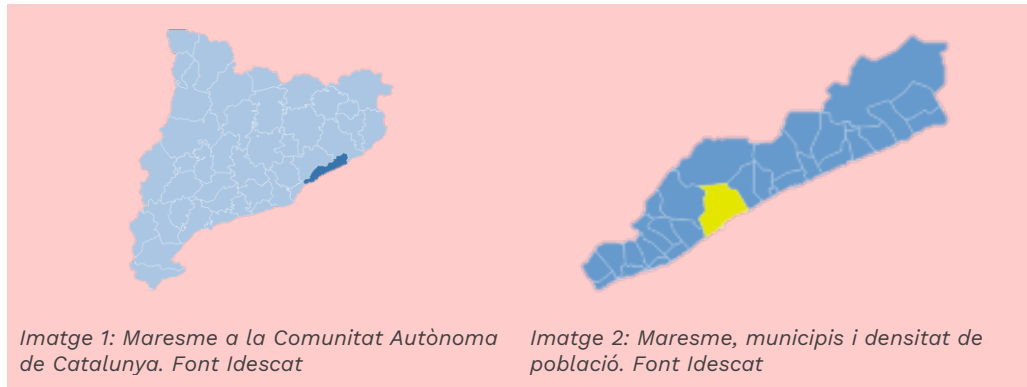 Imatge 1: Maresme a la Comunitat Autònoma
de Catalunya. Font Idescat
Imatge 2: Maresme, municipis i densitat de
població. Font Idescat